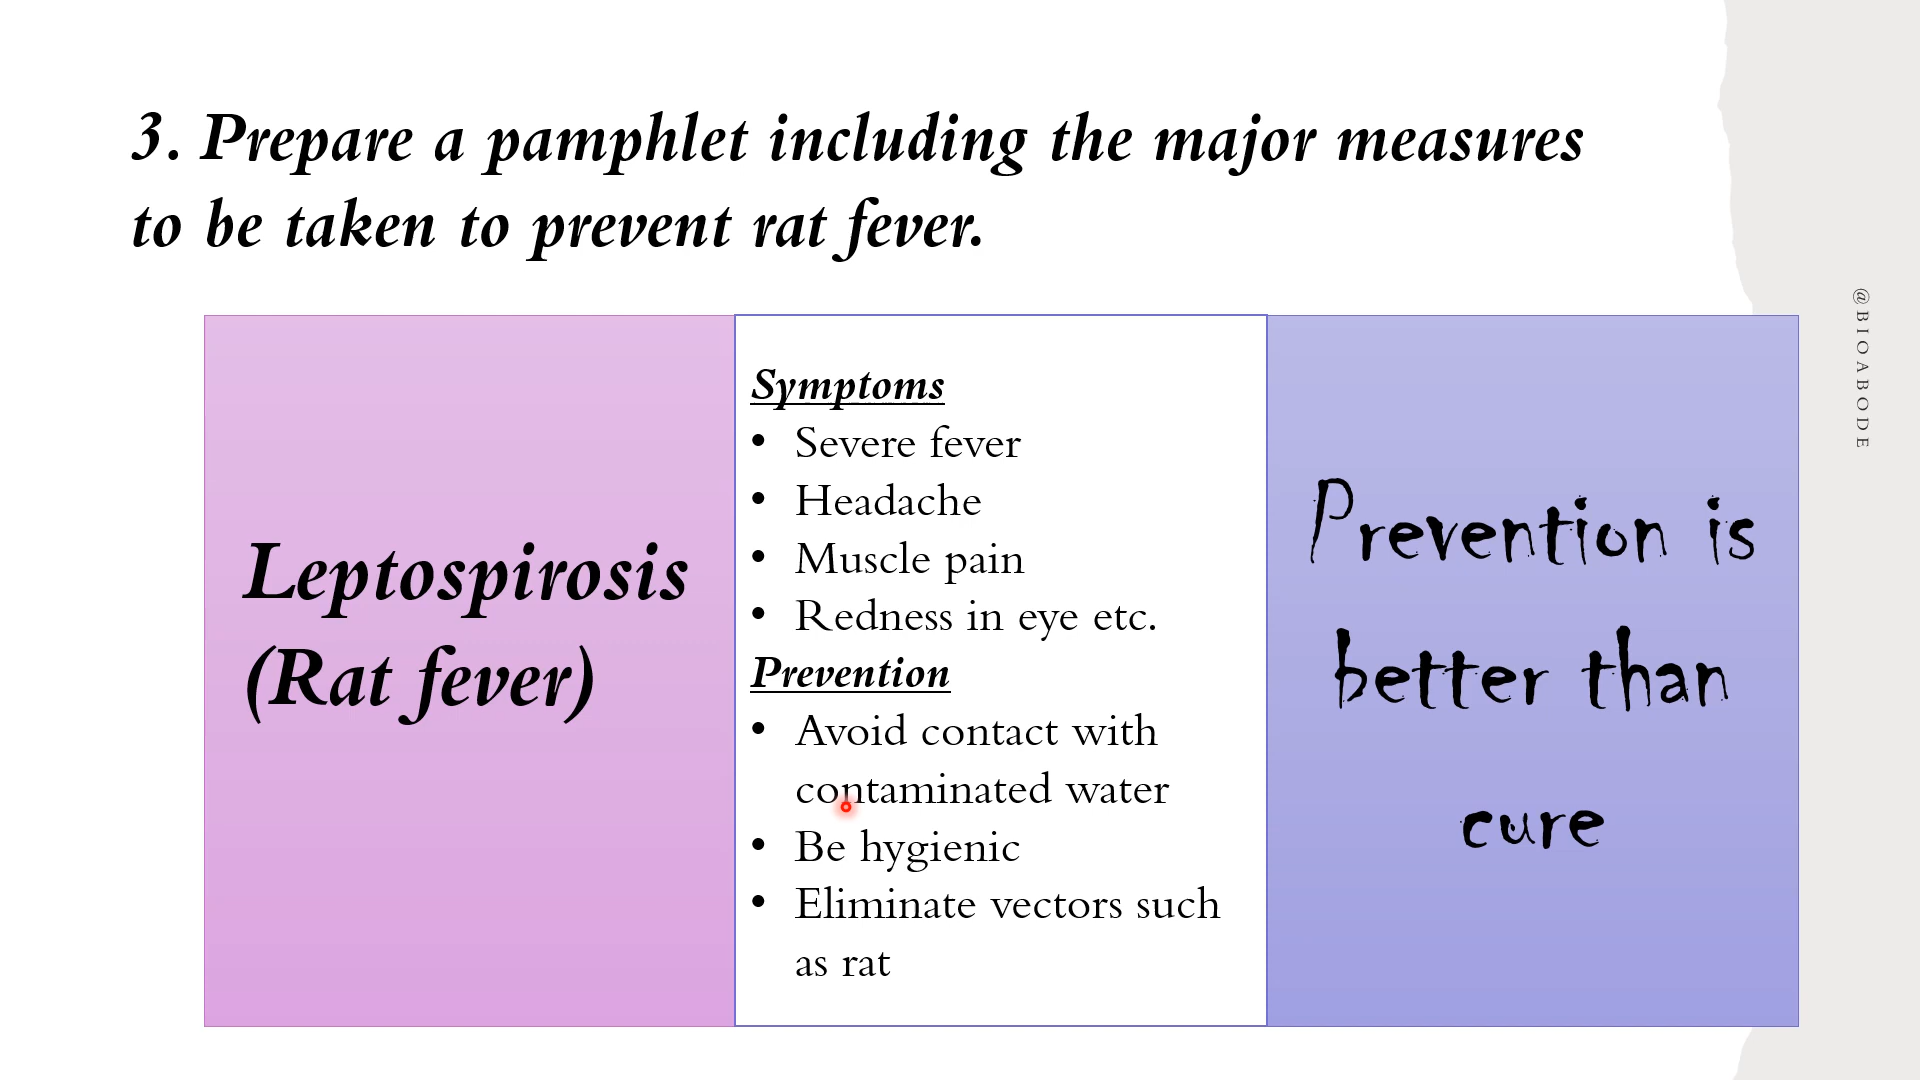 3. Prepare a pamphlet including the major measures
to be taken to prevent rat fever.
Leptospirosis
(Rat fever)
Symptoms
• Severe fever
• Headache
• Muscle pain
• Redness in eye etc.
Prevention
• Avoid contact with
contaminated water
• Be hygienic
• Eliminate vectors such
as rat
Prevention is
better than
cure
@BIOABODE